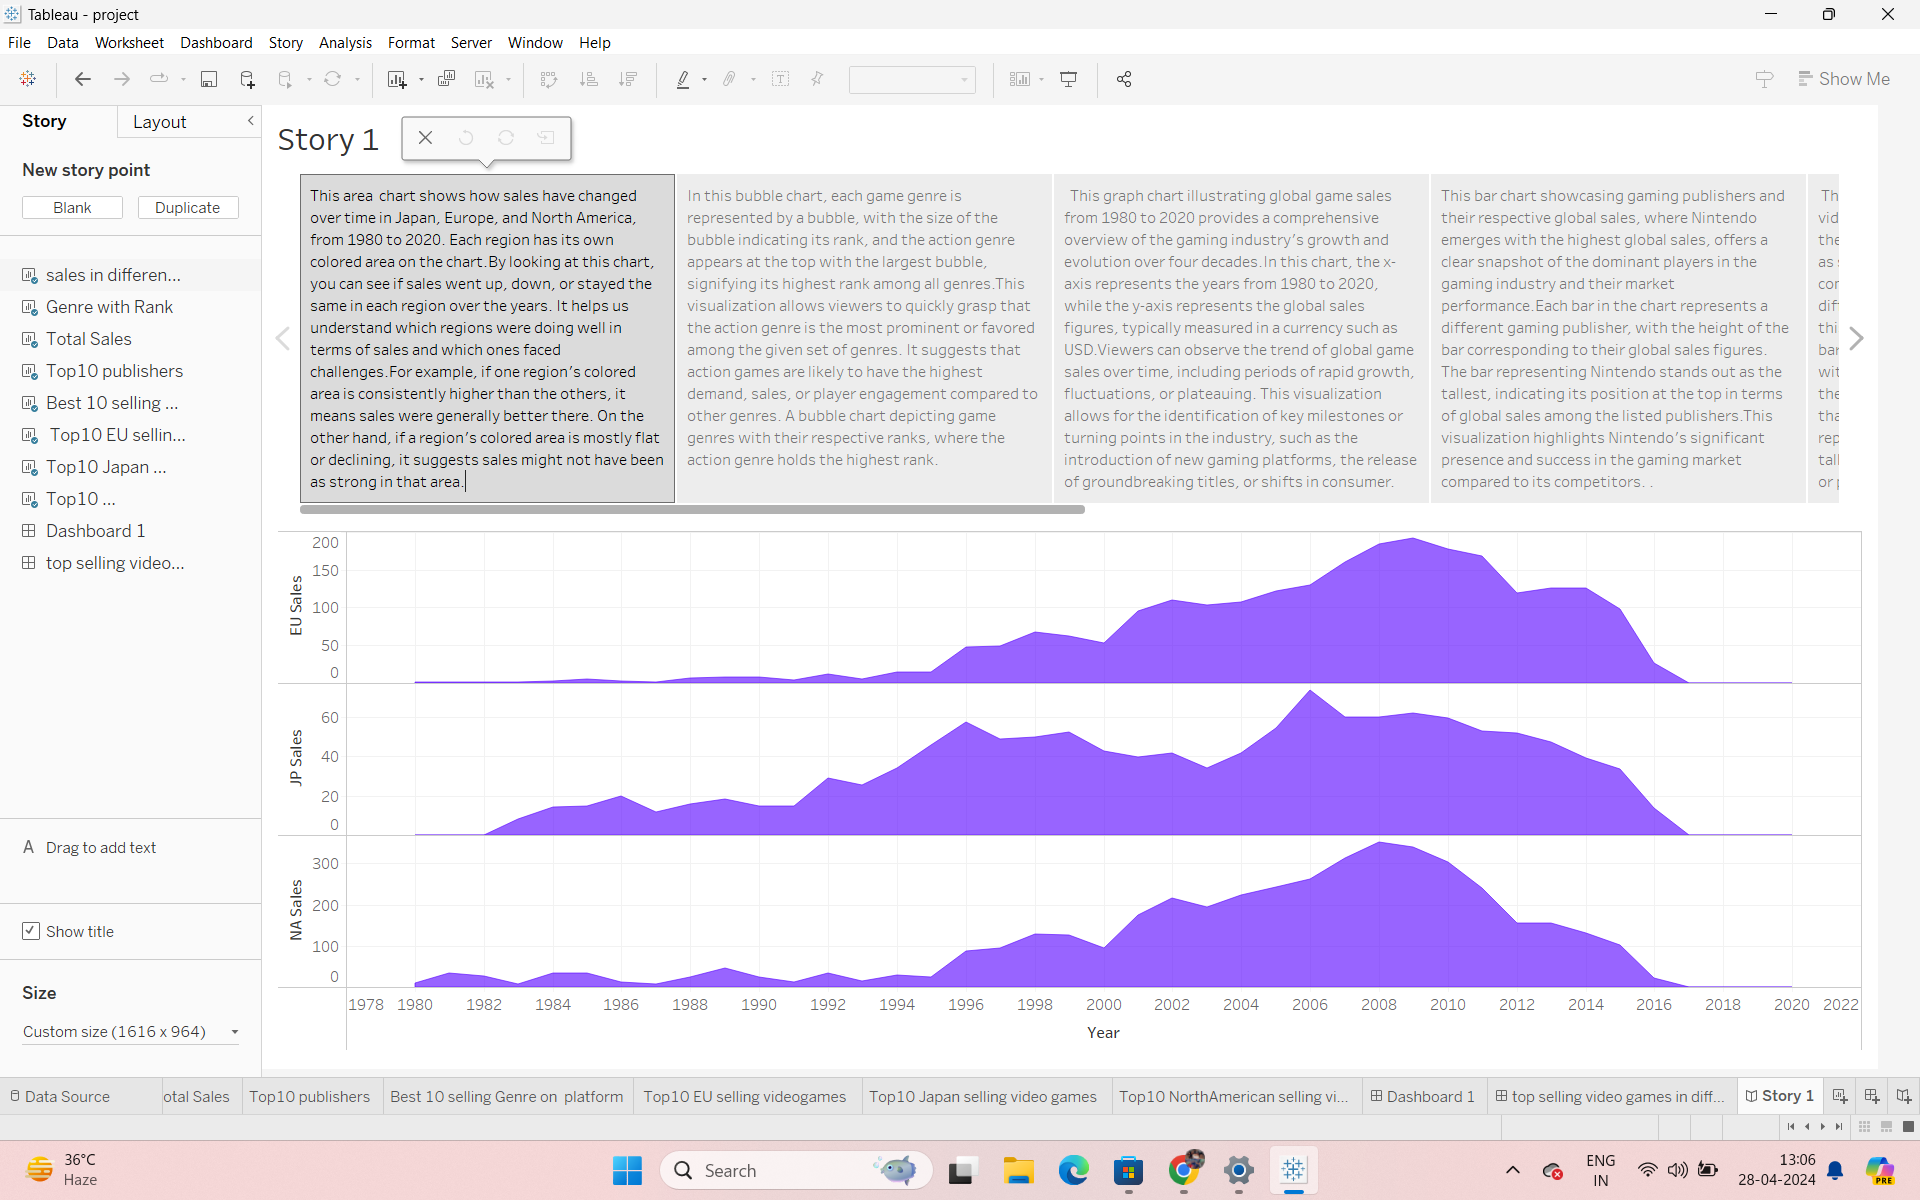 Tableau - project
File Data Worksheet Dashboard Story Analysis Format Server Window Help
Show Me
Story Layout
New story point
Blank Duplicate
sales in differen...
Genre with Rank
Total Sales
Top10 publishers
Best 10 selling ...
Top10 EU sellin...
Top10 Japan ...
Top10 ...
Dashboard 1
top selling video...
A Drag to add text
Show title
Size
Custom size (1616 x 964)
Story 1
This area chart shows how sales have changed
over time in Japan, Europe, and North America,
from 1980 to 2020. Each region has its own
colored area on the chart.By looking at this chart,
you can see if sales went up, down, or stayed the
same in each region over the years. It helps us
understand which regions were doing well in
terms of sales and which ones faced
challenges.For example, if one region's colored
area is consistently higher than the others, it
means sales were generally better there. On the
other hand, if a region's colored area is mostly flat
or declining, it suggests sales might not have been
as strong in that area.
In this bubble chart, each game genre is
represented by a bubble, with the size of the
bubble indicating its rank, and the action genre
appears at the top with the largest bubble,
signifying its highest rank among all genres.This
visualization allows viewers to quickly grasp that
the action genre is the most prominent or favored
among the given set of genres. It suggests that
action games are likely to have the highest
demand, sales, or player engagement compared to
other genres. A bubble chart depicting game
genres with their respective ranks, where the
action genre holds the highest rank.
This graph chart illustrating global game sales
from 1980 to 2020 provides a comprehensive
overview of the gaming industry's growth and
evolution over four decades.In this chart, the x-
axis represents the years from 1980 to 2020,
while the y-axis represents the global sales
figures, typically measured in a currency such as
USD.Viewers can observe the trend of global game
sales over time, including periods of rapid growth,
fluctuations, or plateauing. This visualization
allows for the identification of key milestones or
turning points in the industry, such as the
introduction of new gaming platforms, the release
of groundbreaking titles, or shifts in consumer.
This bar chart showcasing gaming publishers and
their respective global sales, where Nintendo
emerges with the highest global sales, offers a
clear snapshot of the dominant players in the
gaming industry and their market
performance.Each bar in the chart represents a
different gaming publisher, with the height of the
bar corresponding to their global sales figures.
The bar representing Nintendo stands out as the
tallest, indicating its position at the top in terms
of global sales among the listed publishers.This
visualization highlights Nintendo's significant
presence and success in the gaming market
compared to its competitors. .
Th
vid
the
as
cor
dif
thi
bar
wit
the
tha
rep
tal
or
EU Sales
200
150
100
50
0
JP Sales
60
40
20
0
NA Sales
300
200
100
0
1978 1980 1982 1984 1986 1988 1990 1992 1994 1996 1998 2000 2002 2004 2006 2008 2010 2012 2014 2016 2018 2020 2022
Year
Data Source otal Sales Top10 publishers Best 10 selling Genre on platform Top10 EU selling videogames Top10 Japan selling video games Top10 NorthAmerican selling vi... Dashboard 1 top selling video games in diff... Story 1
36°C
Haze
Search
ENG
IN
13:06
28-04-2024
PRE